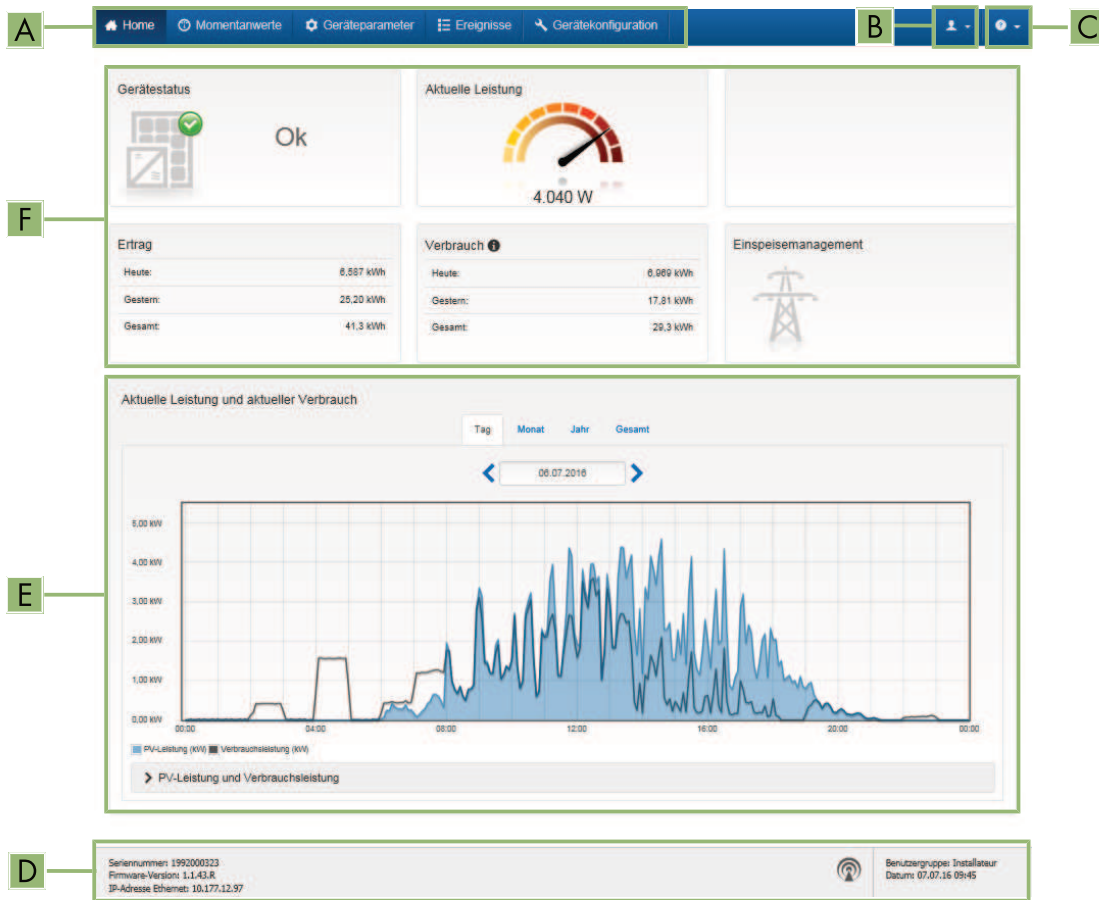 A
Home Momentanwerte Geräteparameter Ereignisse Gerätekonfiguration
B
C
Gerätestatus
Ok
Aktuelle Leistung
4.040 W
F
Ertrag
Heute: 6,587 kWh
Gestern: 25,20 kWh
Gesamt: 41,3 kWh
Verbrauch
Heute: 6,969 kWh
Gestern: 17,81 kWh
Gesamt: 29,3 kWh
Einspeisemanagement
Aktuelle Leistung und aktueller Verbrauch
Tag Monat Jahr Gesamt
06.07.2016
E
5,00 kW
4,00 kW
3,00 kW
2,00 kW
1,00 kW
0,00 kW
00:00 04:00 08:00 12:00 16:00 20:00 00:00
PV-Leistung (kW) Verbrauchsleistung (kW)
PV-Leistung und Verbrauchsleistung
D
Seriennummer: 1992000323
Firmware-Version: 1.1.43.R
IP-Adresse Ethernet: 10.177.12.97
Benutzergruppe: Installateur
Datum: 07.07.16 09:45